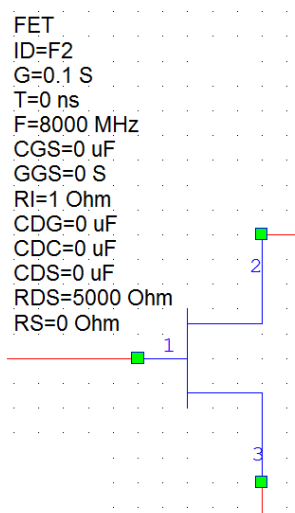 FET
ID=F2
G=0.1 S
T=0 ns
F=8000 MHz
CGS=0 uF
GGS=0 S
RI=1 Ohm
CDG=0 uF
CDC=0 uF
CDS=0 uF
RDS=5000 Ohm
RS=0 Ohm
2
1
3